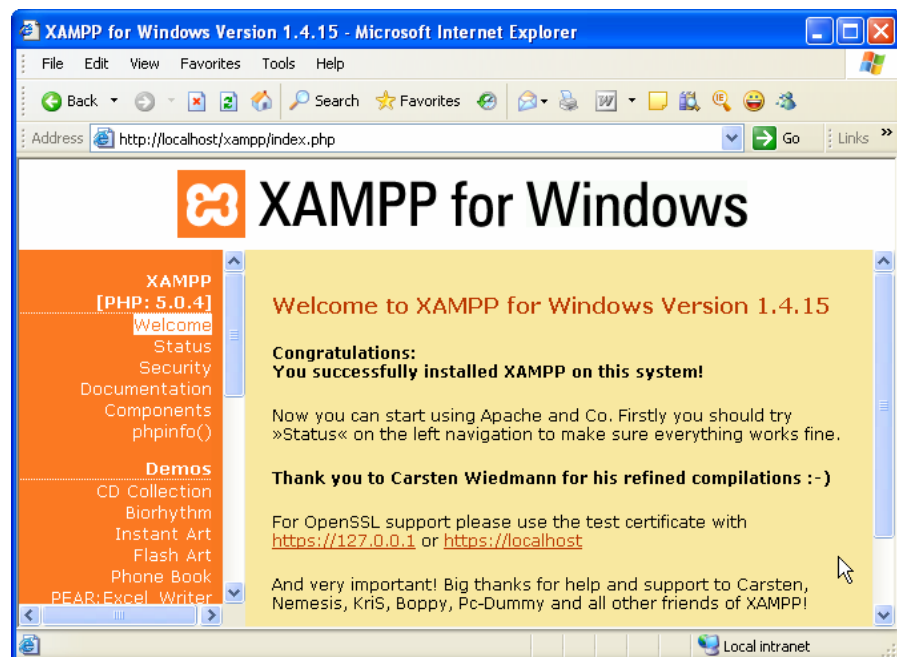 XAMPP for Windows Version 1.4.15 - Microsoft Internet Explorer
File Edit View Favorites Tools Help
Back Search Favorites
Address http://localhost/xampp/index.php Go Links »
XAMPP for Windows
XAMPP
[PHP: 5.0.4]
Welcome
Status
Security
Documentation
Components
phpinfo()
Demos
CD Collection
Biorhythm
Instant Art
Flash Art
Phone Book
PEAR:Excel_Writer
Welcome to XAMPP for Windows Version 1.4.15
Congratulations:
You successfully installed XAMPP on this system!
Now you can start using Apache and Co. Firstly you should try
»Status« on the left navigation to make sure everything works fine.
Thank you to Carsten Wiedmann for his refined compilations :-)
For OpenSSL support please use the test certificate with
https://127.0.0.1 or https://localhost
And very important! Big thanks for help and support to Carsten,
Nemesis, KriS, Boppy, Pc-Dummy and all other friends of XAMPP!
Local intranet